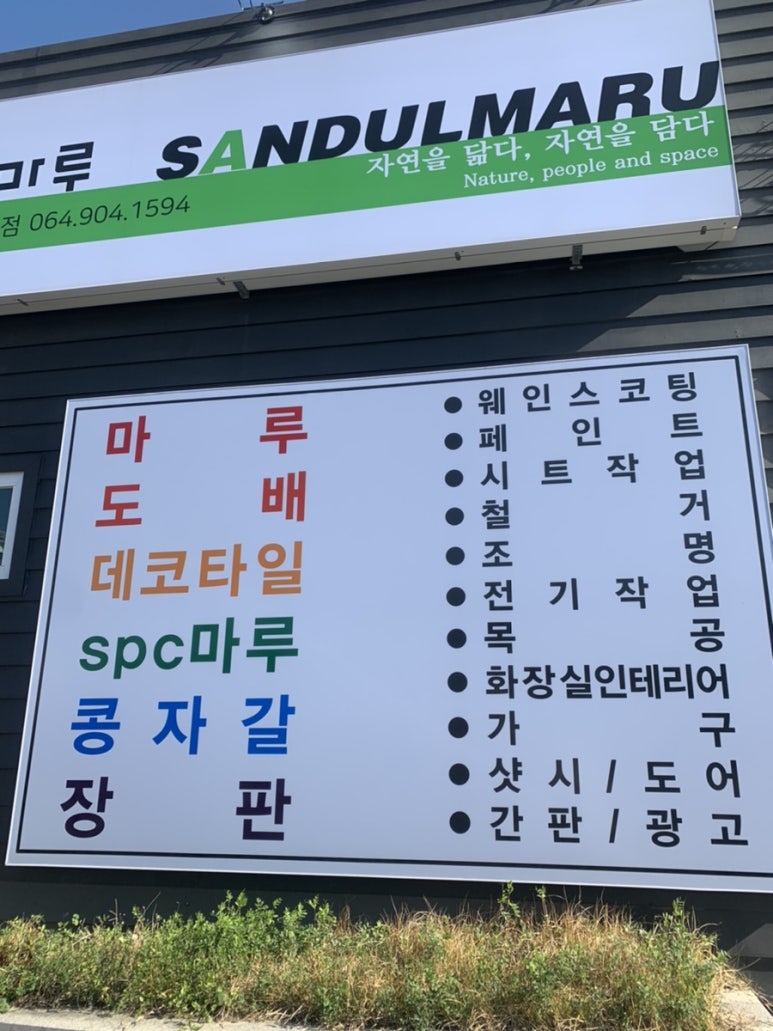 마루 SANDULMARU
자연을 닮다, 자연을 담다
Nature, people and space
점 064.904.1594
마루
도배
데코타일
spc마루
콩자갈
장판
● 웨인스코팅
● 페인트
● 시트작업
● 철거
● 조명
● 전기작업
● 목공
● 화장실인테리어
● 가구
● 샷시/도어
● 간판/광고